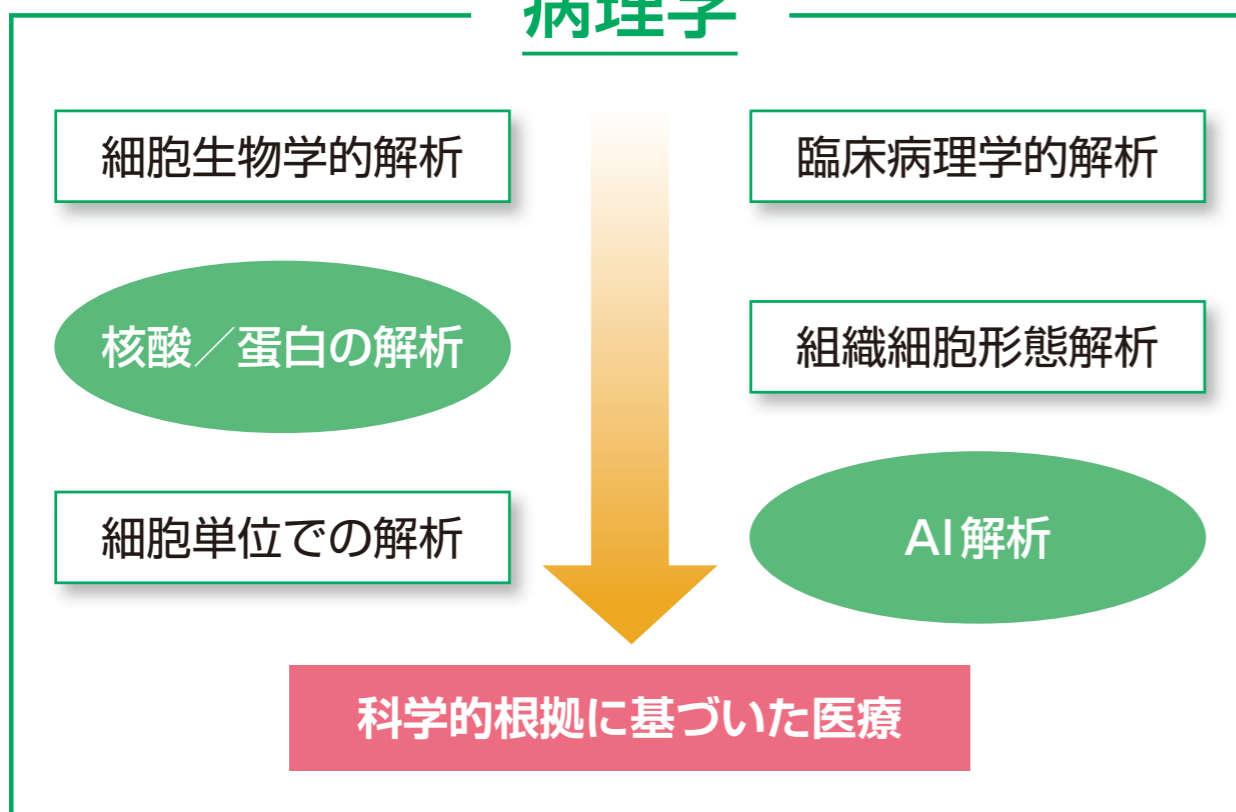 病理学
細胞生物学的解析
臨床病理学的解析
核酸／蛋白の解析
組織細胞形態解析
細胞単位での解析
AI解析
科学的根拠に基づいた医療